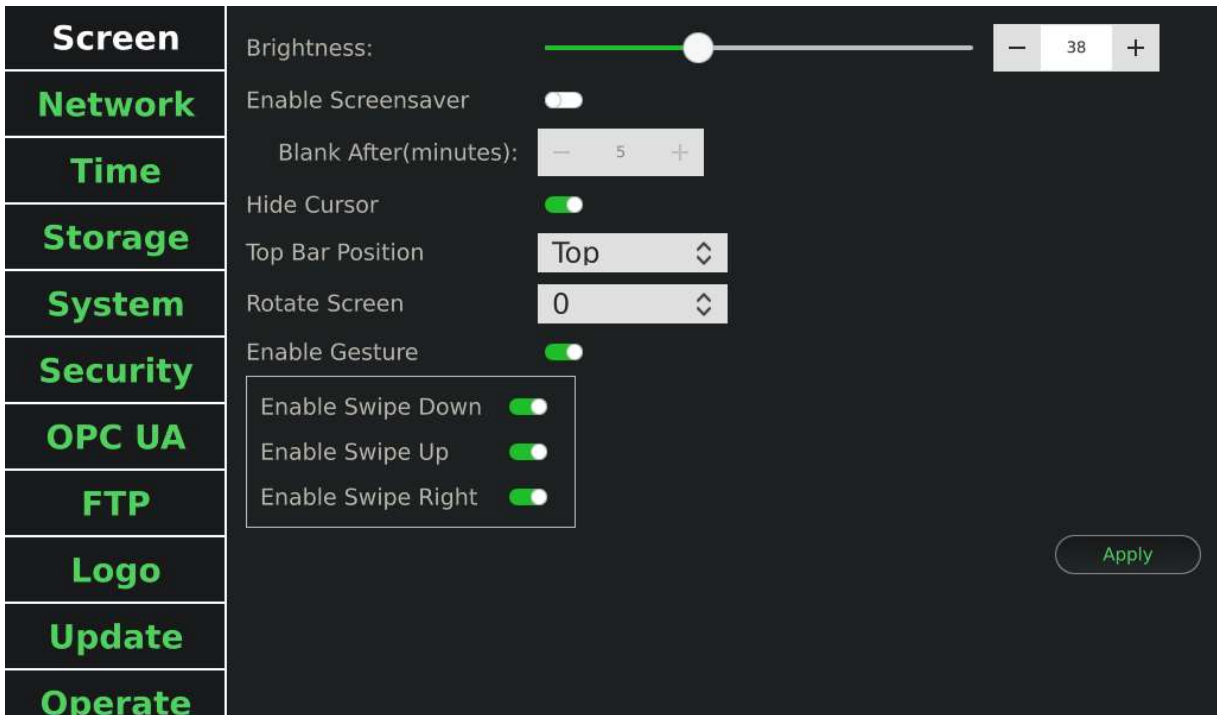 Screen
Network
Time
Storage
System
Security
OPC UA
FTP
Logo
Update
Operate
Brightness: − 38 +
Enable Screensaver
Blank After(minutes): − 5 +
Hide Cursor
Top Bar Position Top
Rotate Screen 0
Enable Gesture
Enable Swipe Down
Enable Swipe Up
Enable Swipe Right
Apply